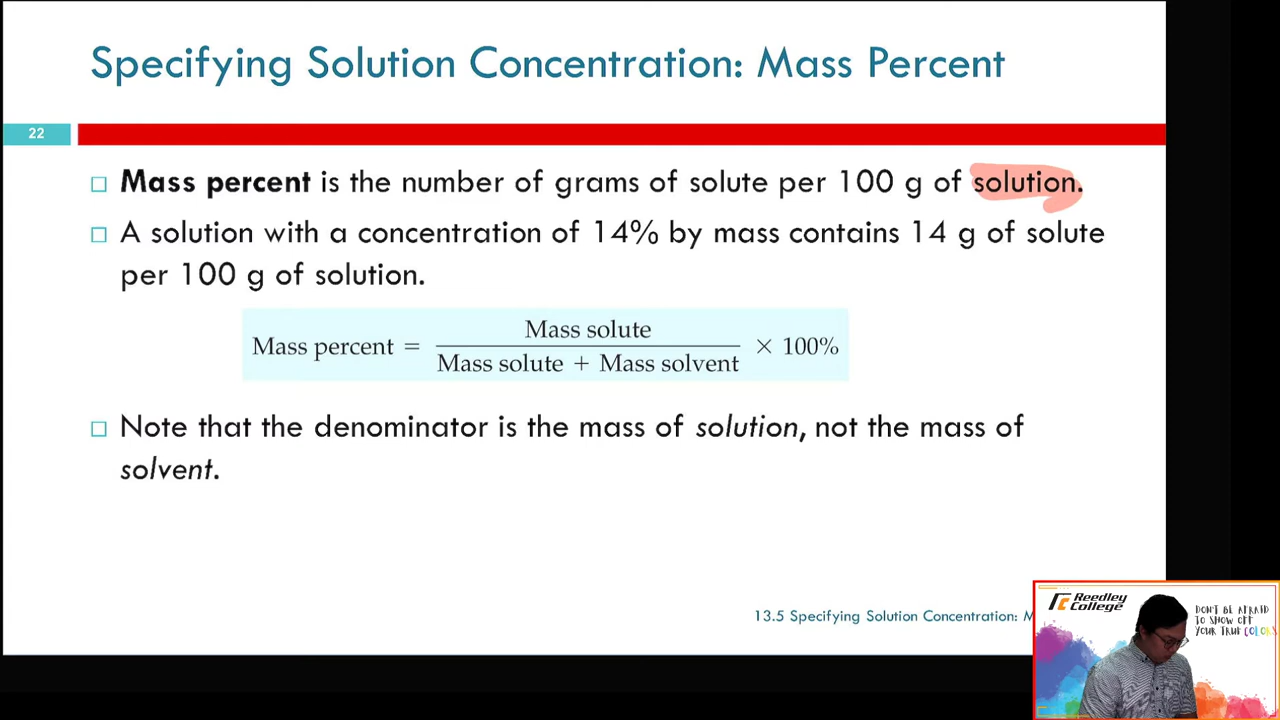 Specifying Solution Concentration: Mass Percent
22
Mass percent is the number of grams of solute per 100 g of solution.
A solution with a concentration of 14% by mass contains 14 g of solute
per 100 g of solution.
Mass percent = Mass solute / Mass solute + Mass solvent × 100%
Note that the denominator is the mass of solution, not the mass of
solvent.
13.5 Specifying Solution Concentration: M
Reedley
College
DON'T BE AFRAID
TO SHOW OFF
YOUR TRUE COLORS